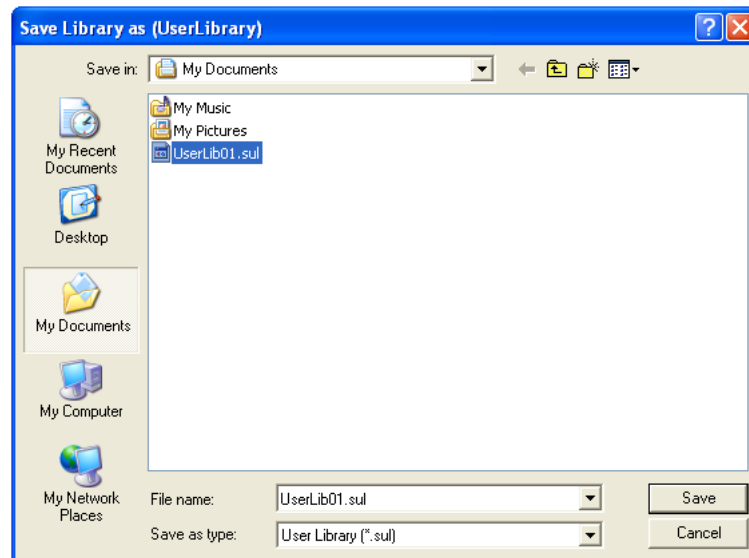 Save Library as (UserLibrary)
Save in:
My Documents
My Recent
Documents
Desktop
My Documents
My Computer
My Network
Places
My Music
My Pictures
UserLib01.sul
File name:
UserLib01.sul
Save
Save as type:
User Library (*.sul)
Cancel